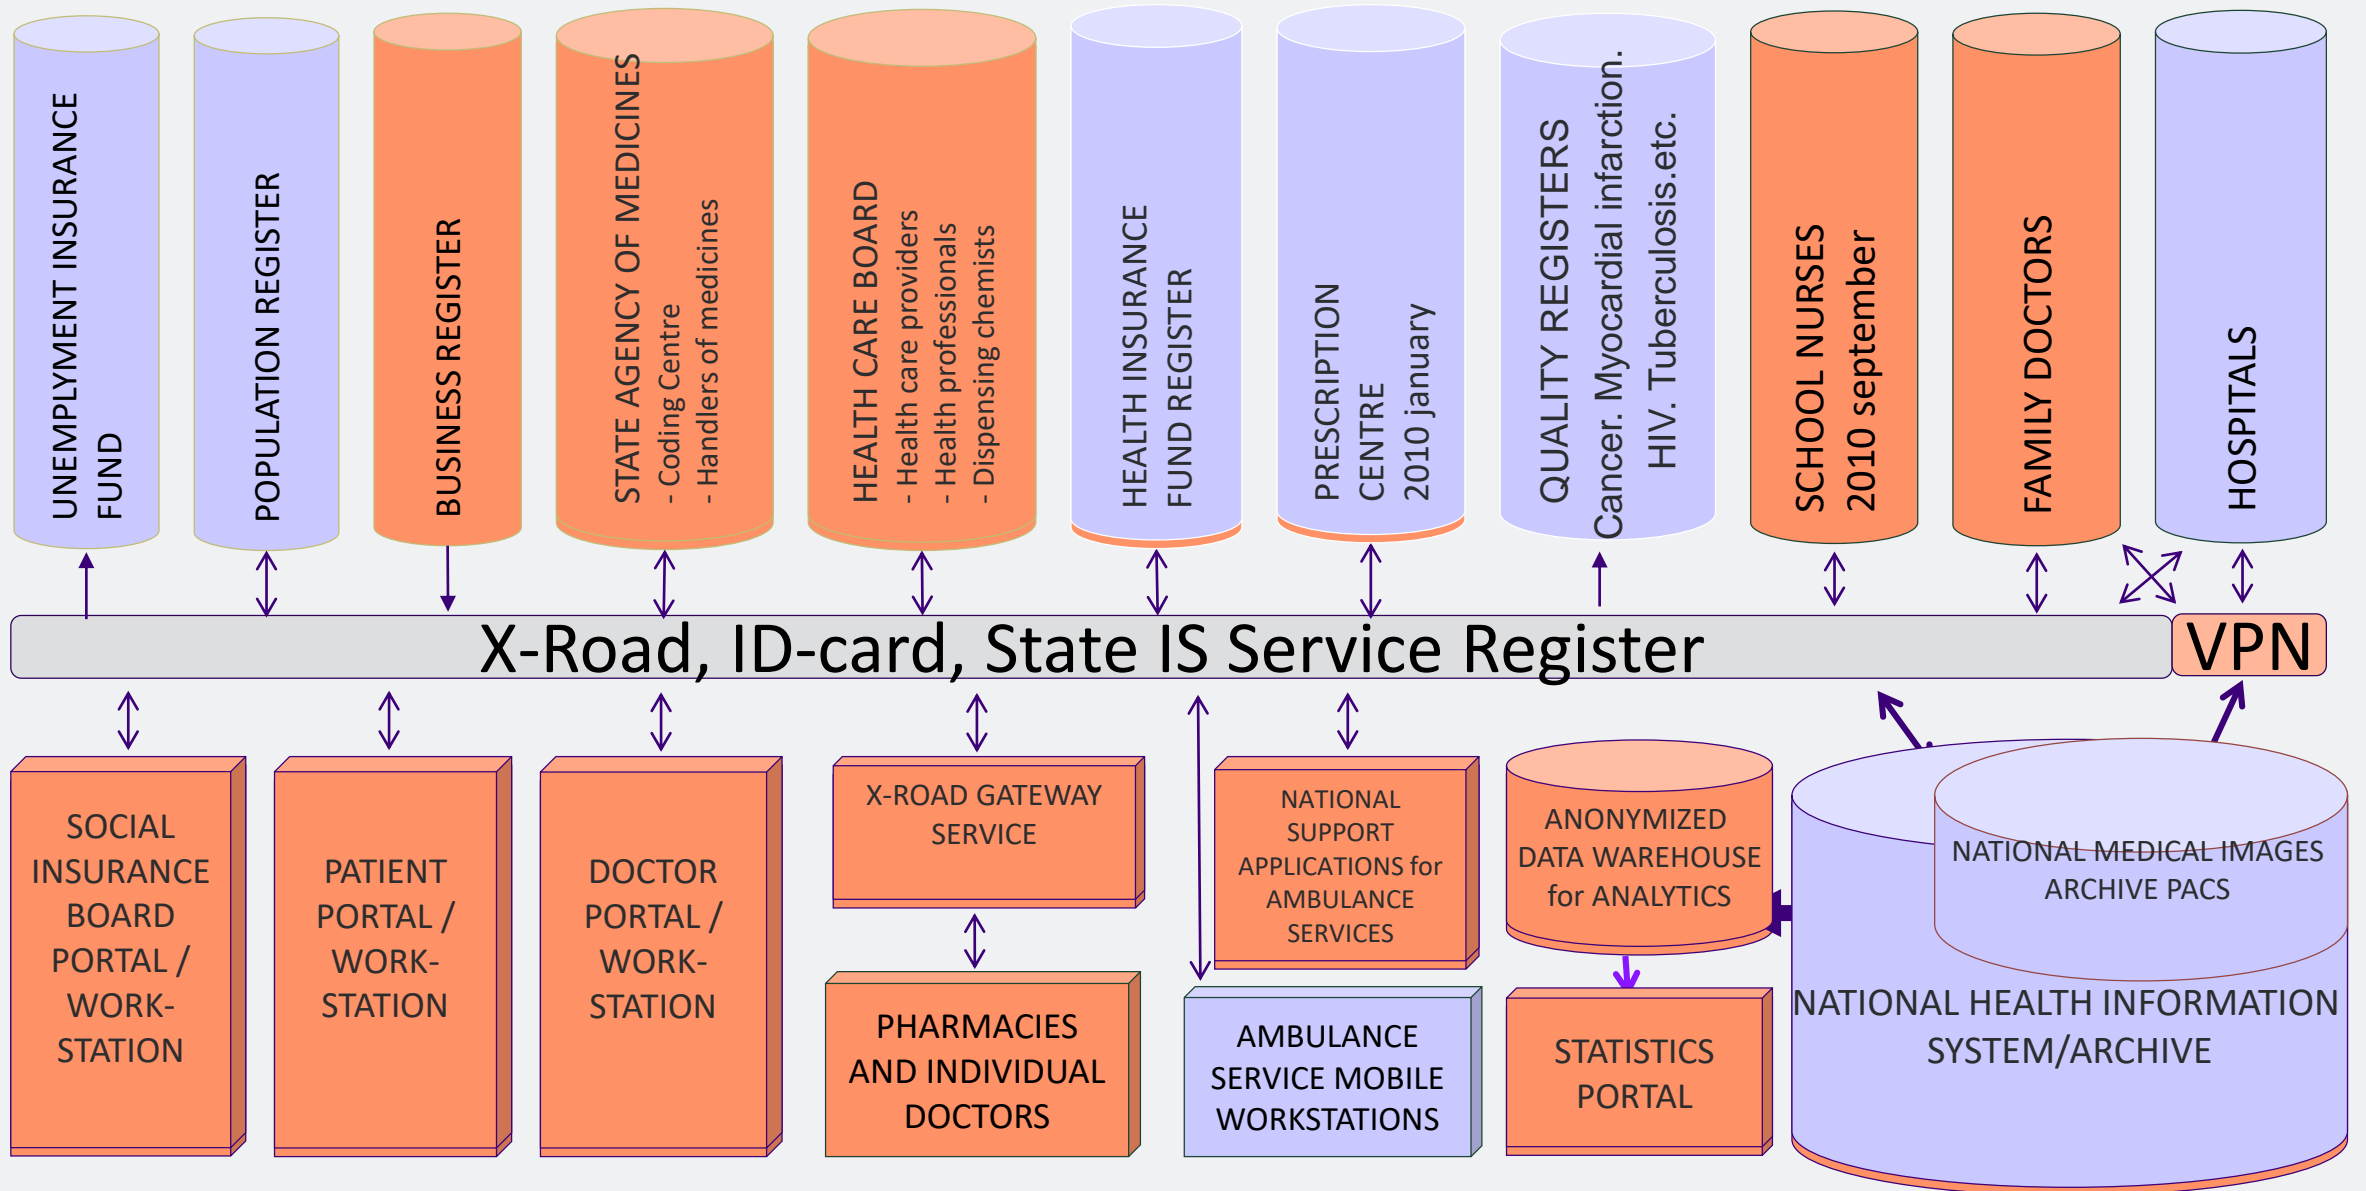 UNEMPLYMENT INSURANCE
FUND
POPULATION REGISTER
BUSINESS REGISTER
STATE AGENCY OF MEDICINES
- Coding Centre
- Handlers of medicines
HEALTH CARE BOARD
- Health care providers
- Health professionals
- Dispensing chemists
HEALTH INSURANCE
FUND REGISTER
PRESCRIPTION
CENTRE
2010 january
QUALITY REGISTERS
Cancer. Myocardial infarction.
HIV. Tuberculosis.etc.
SCHOOL NURSES
2010 september
FAMILY DOCTORS
HOSPITALS
X-Road, ID-card, State IS Service Register
VPN
SOCIAL
INSURANCE
BOARD
PORTAL /
WORK-
STATION
PATIENT
PORTAL /
WORK-
STATION
DOCTOR
PORTAL /
WORK-
STATION
X-ROAD GATEWAY
SERVICE
PHARMACIES
AND INDIVIDUAL
DOCTORS
NATIONAL
SUPPORT
APPLICATIONS for
AMBULANCE
SERVICES
AMBULANCE
SERVICE MOBILE
WORKSTATIONS
ANONYMIZED
DATA WAREHOUSE
for ANALYTICS
STATISTICS
PORTAL
NATIONAL MEDICAL IMAGES
ARCHIVE PACS
NATIONAL HEALTH INFORMATION
SYSTEM/ARCHIVE